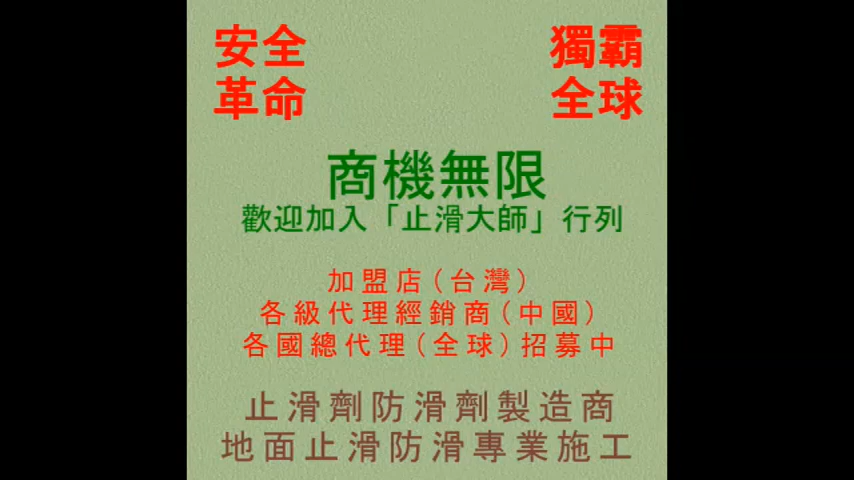 安全
革命
獨霸
全球
商機無限
歡迎加入「止滑大師」行列
加盟店(台灣)
各級代理經銷商(中國)
各國總代理(全球)招募中
止滑劑防滑劑製造商
地面止滑防滑專業施工